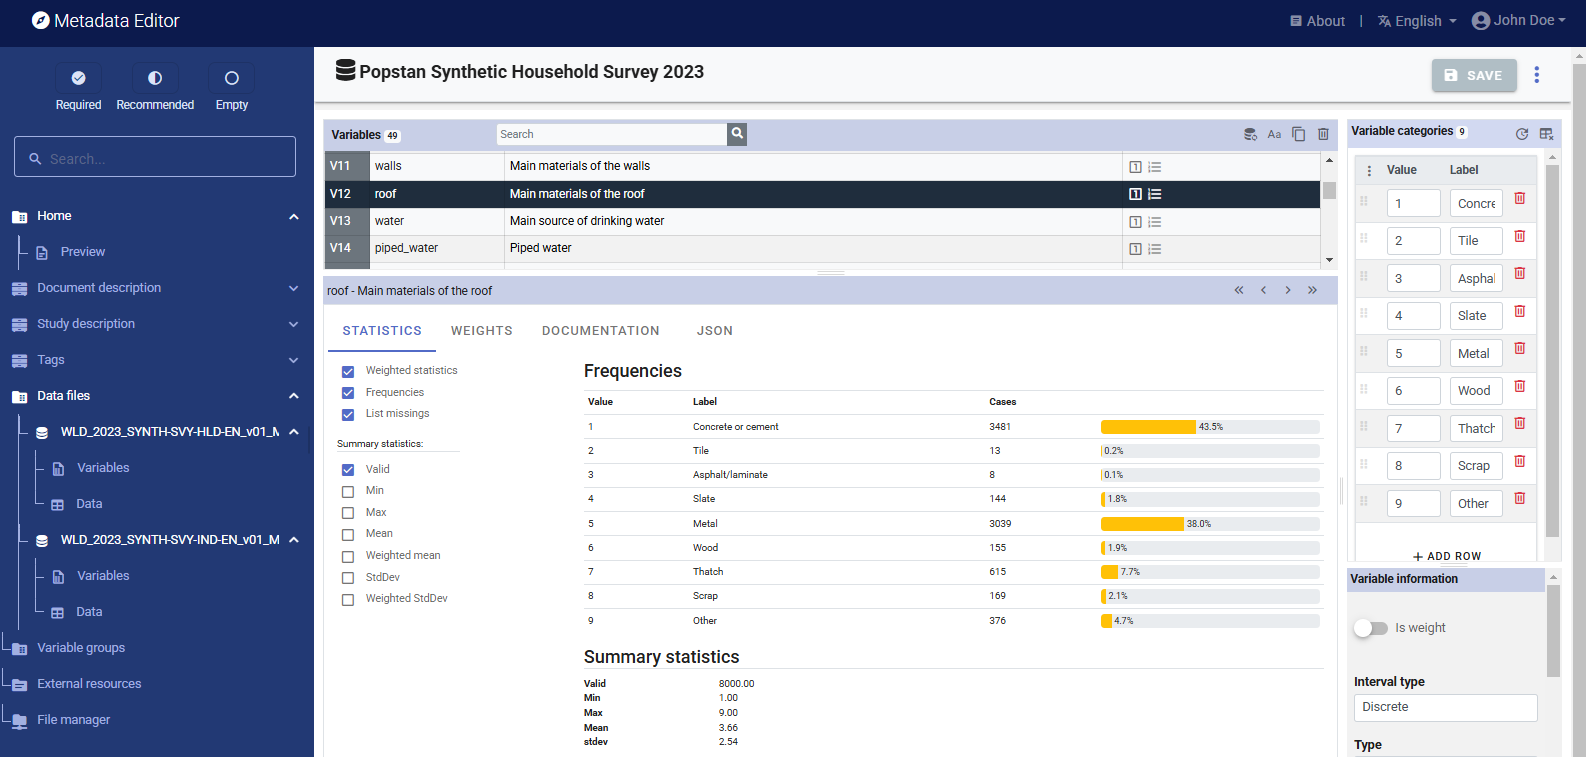 Metadata Editor
About | English John Doe
Required Recommended Empty
Search...
Home
Preview
Document description
Study description
Tags
Data files
WLD_2023_SYNTH-SVY-HLD-EN_v01_M
Variables
Data
WLD_2023_SYNTH-SVY-IND-EN_v01_M
Variables
Data
Variable groups
External resources
File manager
Popstan Synthetic Household Survey 2023
SAVE
Variables 49
Search
Aa
V11 walls Main materials of the walls
V12 roof Main materials of the roof
V13 water Main source of drinking water
V14 piped_water Piped water
roof - Main materials of the roof
STATISTICS WEIGHTS DOCUMENTATION JSON
Weighted statistics
Frequencies
List missings
Summary statistics:
Valid
Min
Max
Mean
Weighted mean
StdDev
Weighted StdDev
Frequencies
Value Label Cases
1 Concrete or cement 3481 43.5%
2 Tile 13 0.2%
3 Asphalt/laminate 8 0.1%
4 Slate 144 1.8%
5 Metal 3039 38.0%
6 Wood 155 1.9%
7 Thatch 615 7.7%
8 Scrap 169 2.1%
9 Other 376 4.7%
Summary statistics
Valid 8000.00
Min 1.00
Max 9.00
Mean 3.66
stdev 2.54
Variable categories 9
Value Label
1 Concre
2 Tile
3 Asphal
4 Slate
5 Metal
6 Wood
7 Thatch
8 Scrap
9 Other
+ ADD ROW
Variable information
Is weight
Interval type
Discrete
Type